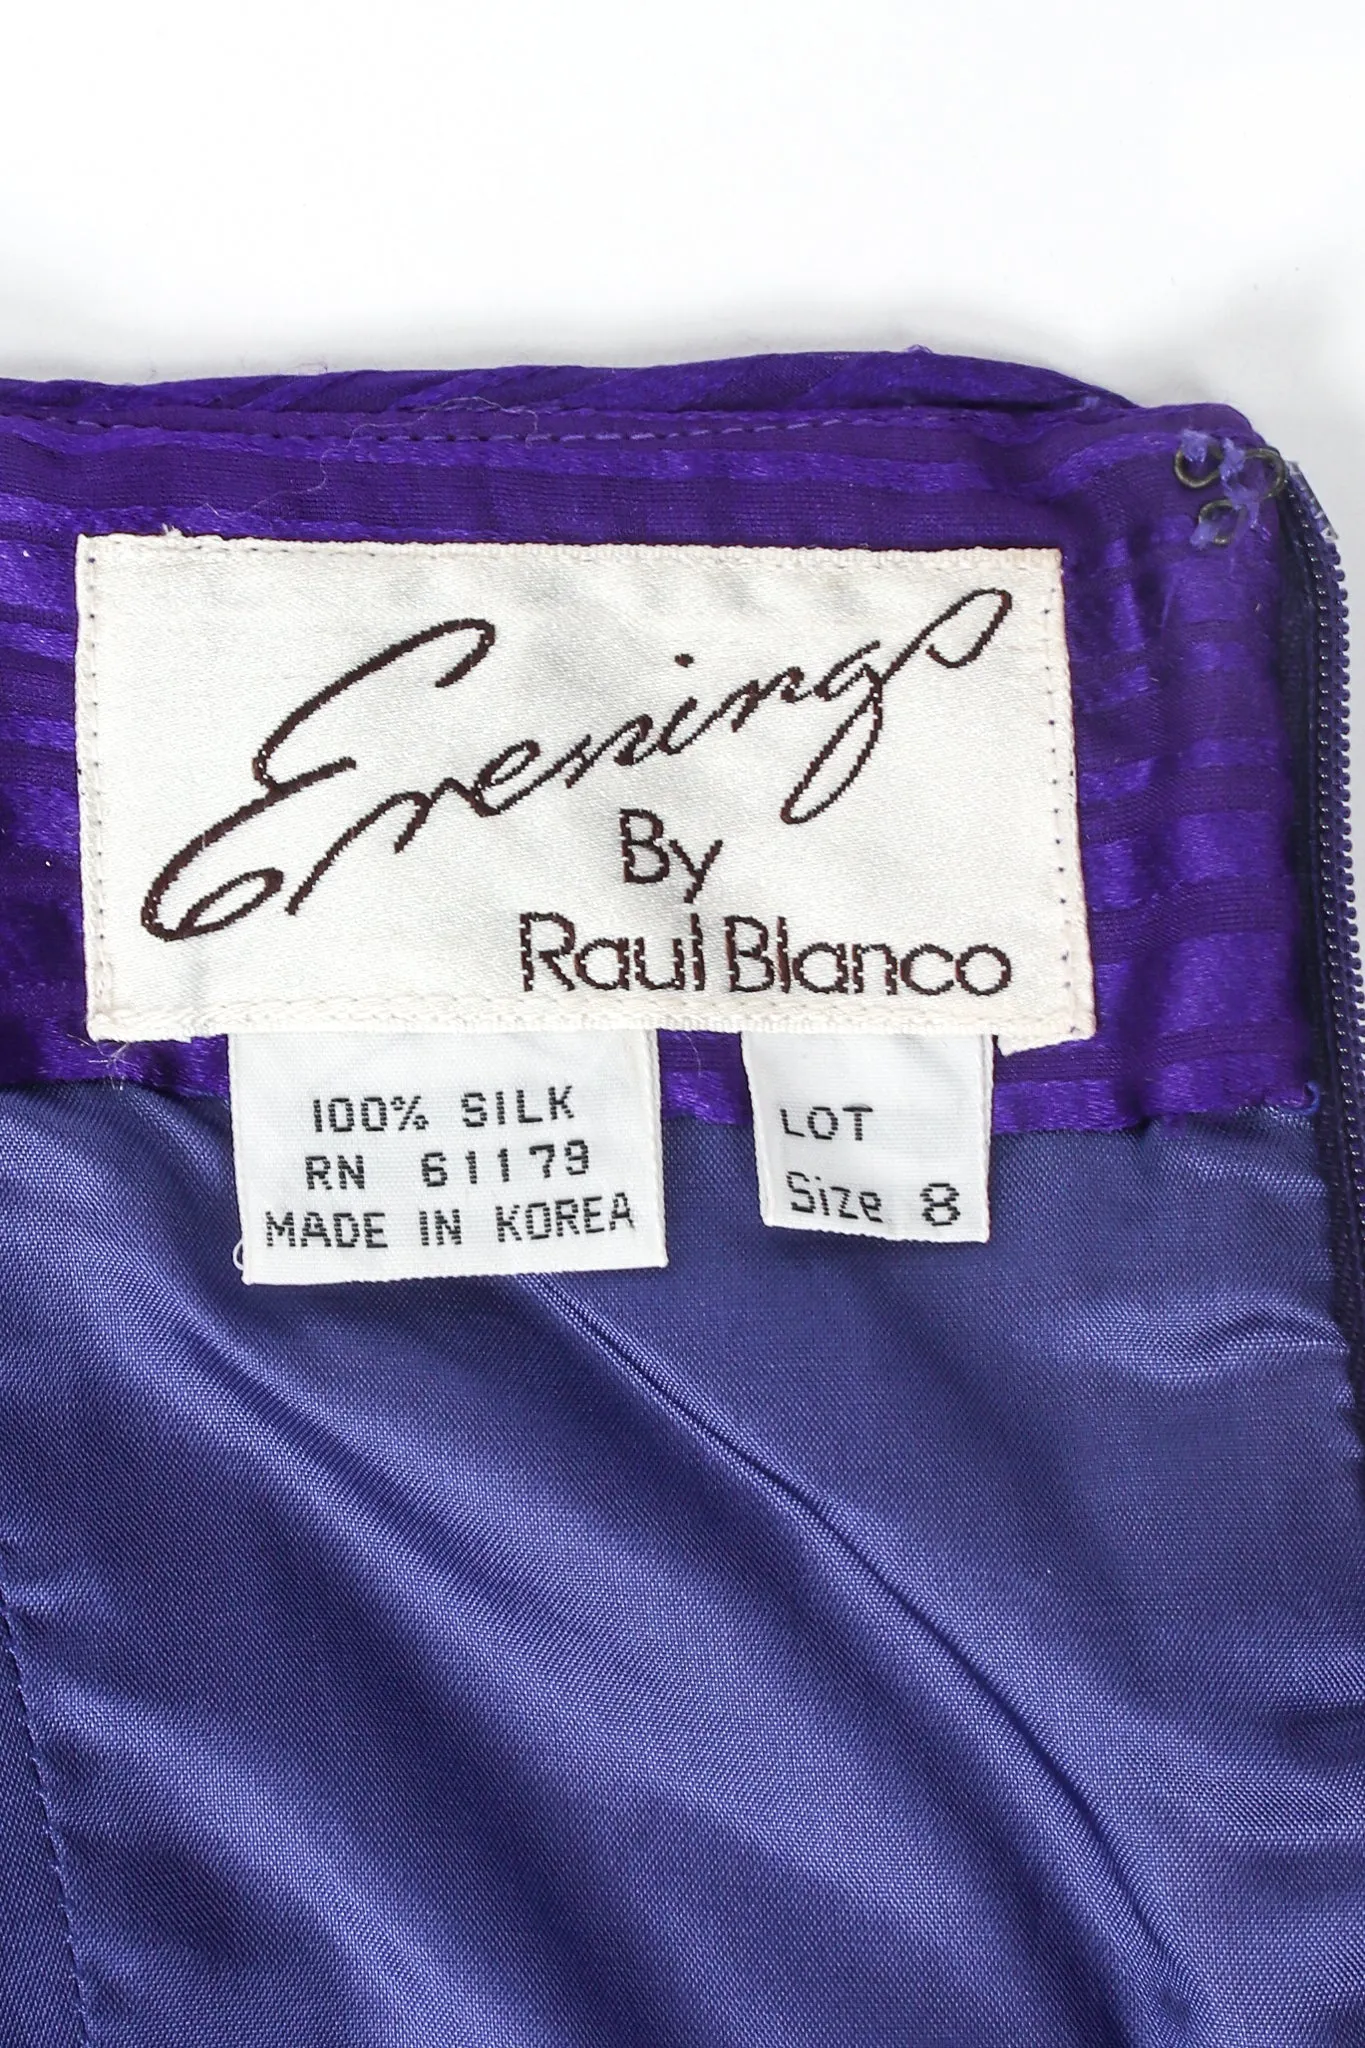 Evenings
By
Raul Blanco
100% SILK
RN 61179
MADE IN KOREA
LOT
Size 8